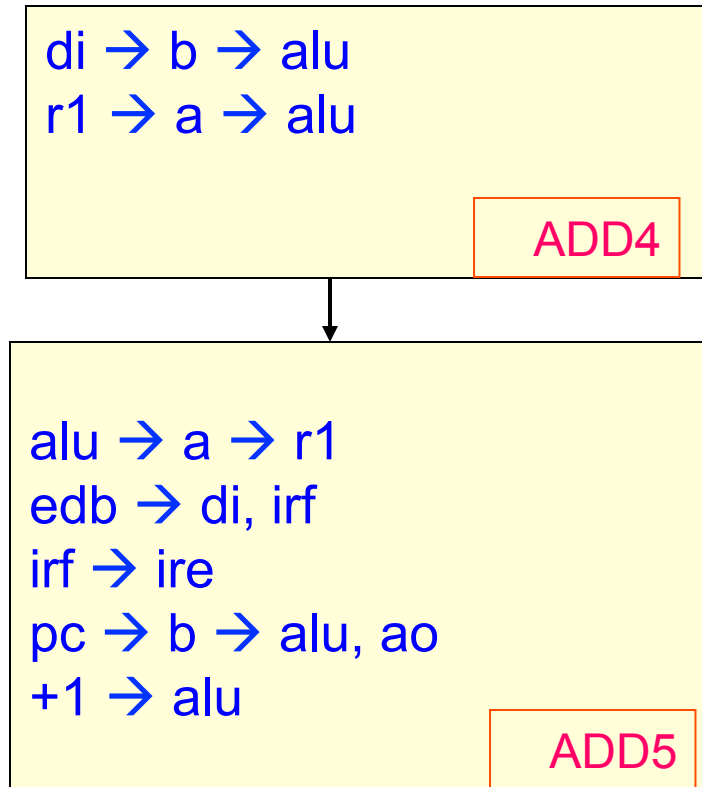 di → b → alu
r1 → a → alu
ADD4
alu → a → r1
edb → di, irf
irf → ire
pc → b → alu, ao
+1 → alu
ADD5